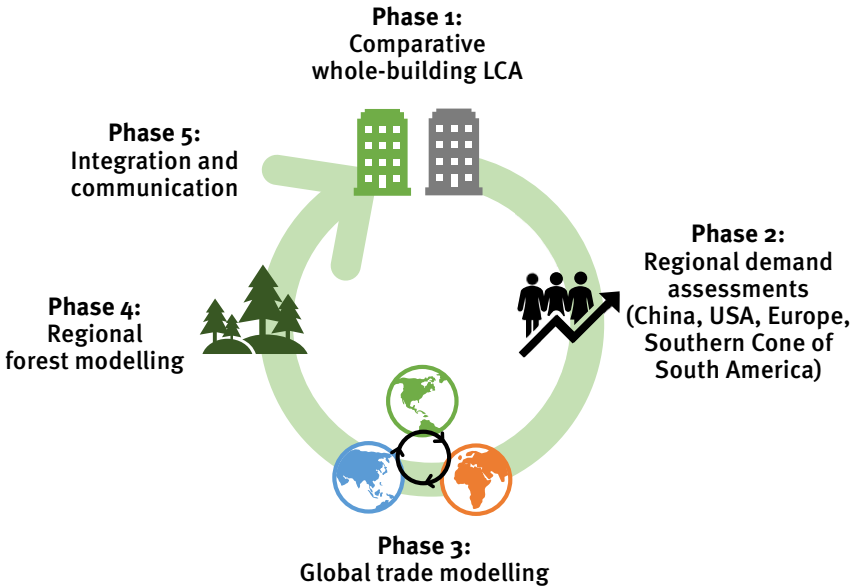 Phase 1:
Comparative
whole-building LCA
Phase 2:
Regional demand
assessments
(China, USA, Europe,
Southern Cone of
South America)
Phase 3:
Global trade modelling
Phase 4:
Regional
forest modelling
Phase 5:
Integration and
communication